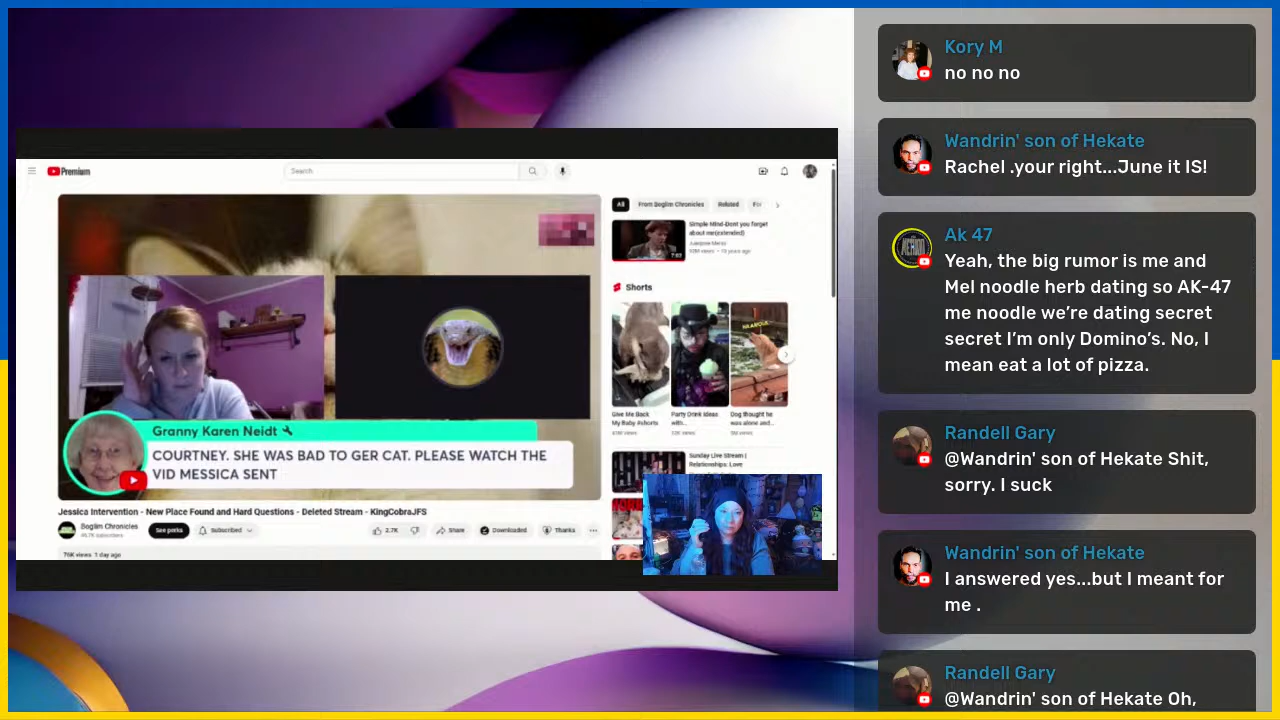 Premium
Search
All
From Boglim Chronicles
Related
Simple Mind-Dont you forget
about me(extended)
7:03
Shorts
Granny Karen Neidt
COURTNEY. SHE WAS BAD TO GER CAT. PLEASE WATCH THE
VID MESSICA SENT
Give Me Back
My Baby #shorts
Party Drink Ideas
with...
Dog thought he
was alone and...
Sunday Live Stream |
Relationships. Love
Jessica Intervention - New Place Found and Hard Questions - Deleted Stream - KingCobraJFS
Boglim Chronicles
See perks
Subscribed
2.7K
Share
Downloaded
Thanks
76K views 1 day ago
Kory M
no no no
Wandrin' son of Hekate
Rachel .your right...June it IS!
Ak 47
Yeah, the big rumor is me and
Mel noodle herb dating so AK-47
me noodle we're dating secret
secret I'm only Domino's. No, I
mean eat a lot of pizza.
Randell Gary
@Wandrin' son of Hekate Shit,
sorry. I suck
Wandrin' son of Hekate
I answered yes...but I meant for
me .
Randell Gary
@Wandrin' son of Hekate Oh,